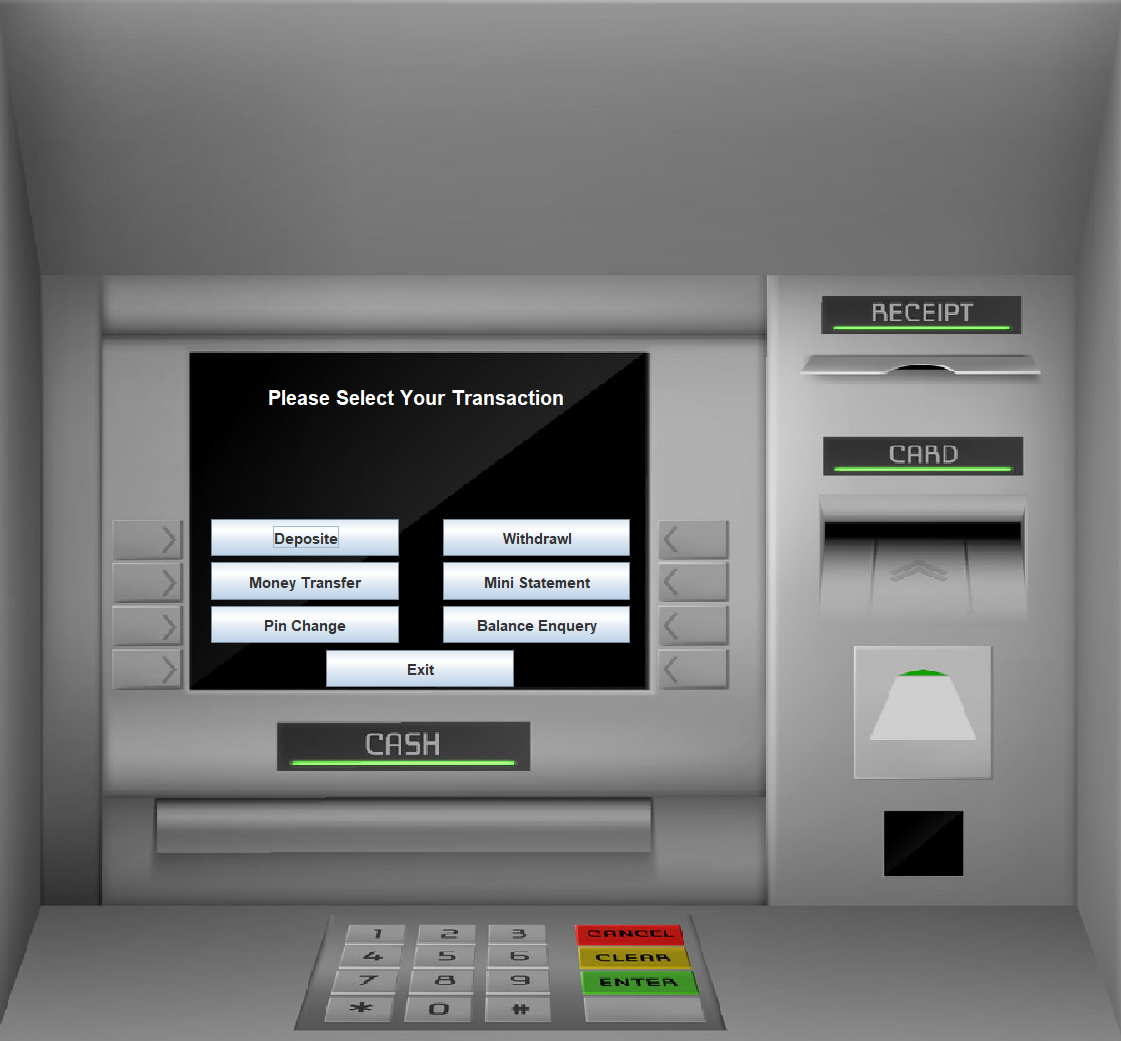 RECEIPT
Please Select Your Transaction
CARD
Deposite
Withdrawl
Money Transfer
Mini Statement
Pin Change
Balance Enquery
Exit
CASH
1 2 3 CANCEL
4 5 6 CLEAR
7 8 9 ENTER
* 0 #